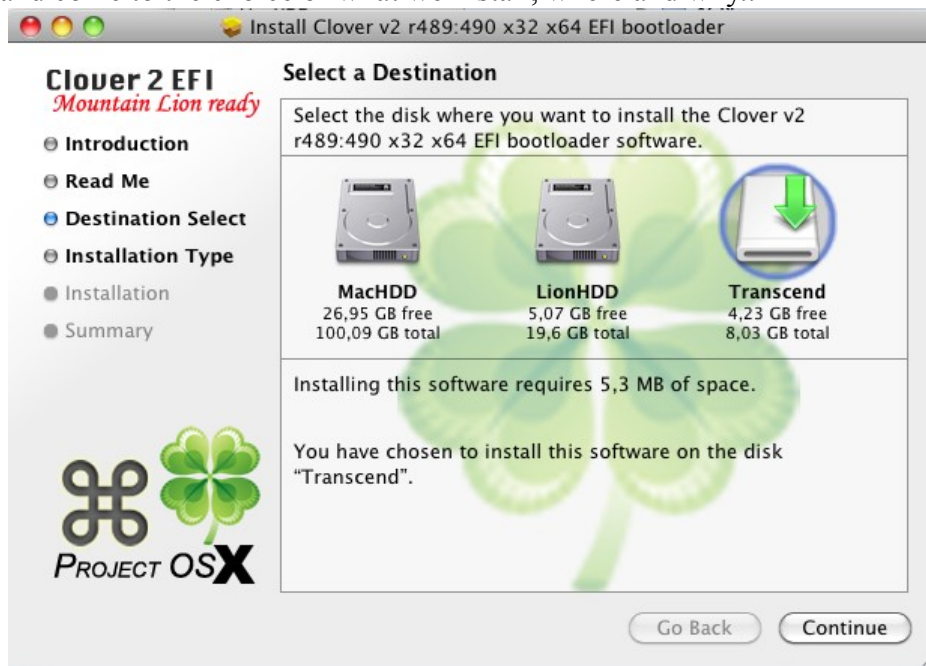 Install Clover v2 r489:490 x32 x64 EFI bootloader
Clover 2 EFI
Mountain Lion ready
Introduction
Read Me
Destination Select
Installation Type
Installation
Summary
PROJECT OSX
Select a Destination
Select the disk where you want to install the Clover v2
r489:490 x32 x64 EFI bootloader software.
MacHDD
26,95 GB free
100,09 GB total
LionHDD
5,07 GB free
19,6 GB total
Transcend
4,23 GB free
8,03 GB total
Installing this software requires 5,3 MB of space.
You have chosen to install this software on the disk
“Transcend”.
Go Back
Continue